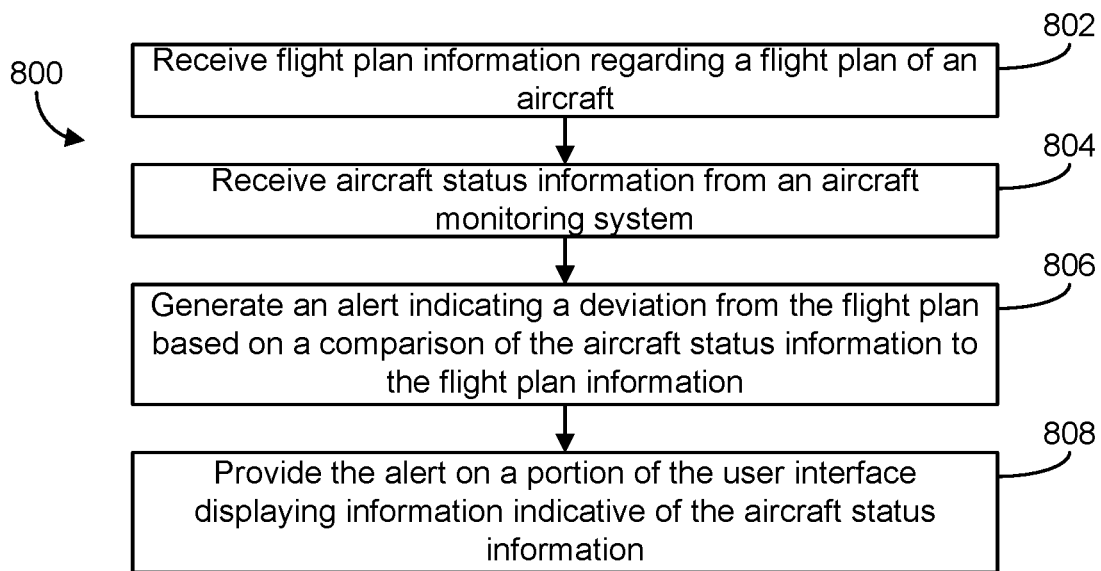 802
Receive flight plan information regarding a flight plan of an
aircraft
800
804
Receive aircraft status information from an aircraft
monitoring system
806
Generate an alert indicating a deviation from the flight plan
based on a comparison of the aircraft status information to
the flight plan information
808
Provide the alert on a portion of the user interface
displaying information indicative of the aircraft status
information